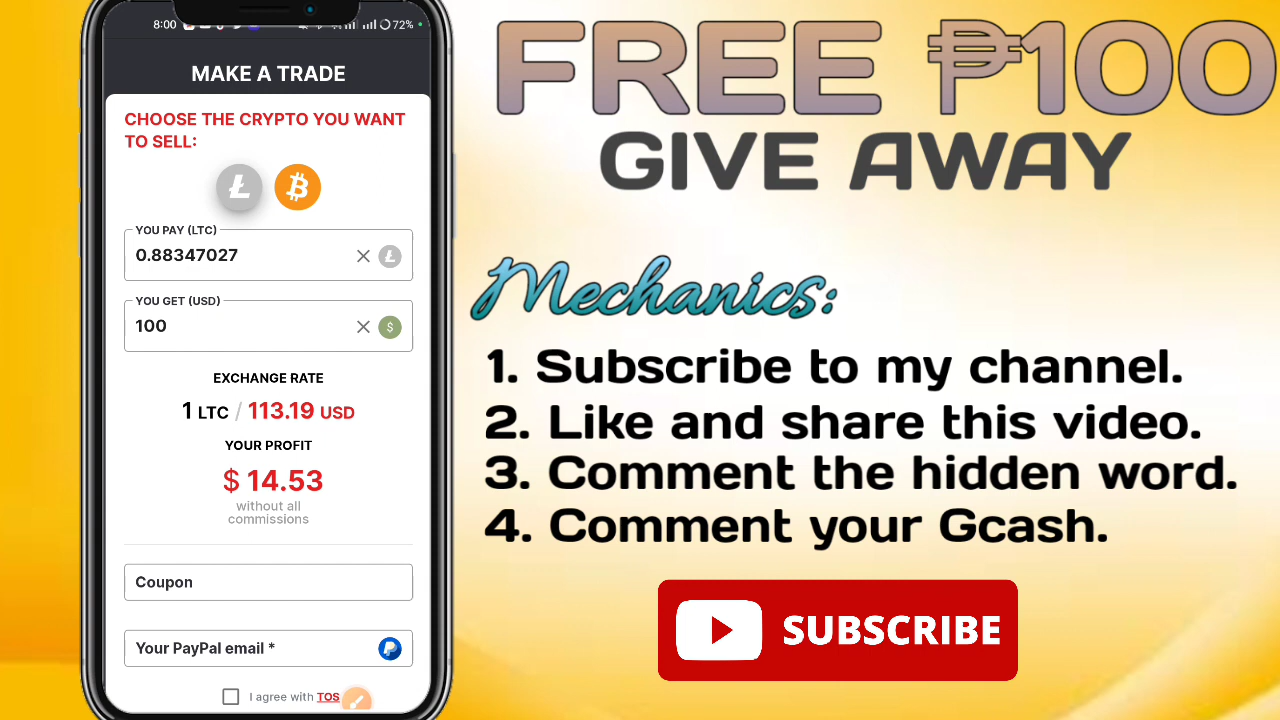 8:00
72%
MAKE A TRADE
CHOOSE THE CRYPTO YOU WANT
TO SELL:
YOU PAY (LTC)
0.88347027
YOU GET (USD)
100
$
EXCHANGE RATE
1 LTC / 113.19 USD
YOUR PROFIT
$ 14.53
without all
commissions
Coupon
Your PayPal email *
I agree with TOS
FREE ₱100
GIVE AWAY
Mechanics:
1. Subscribe to my channel.
2. Like and share this video.
3. Comment the hidden word.
4. Comment your Gcash.
SUBSCRIBE